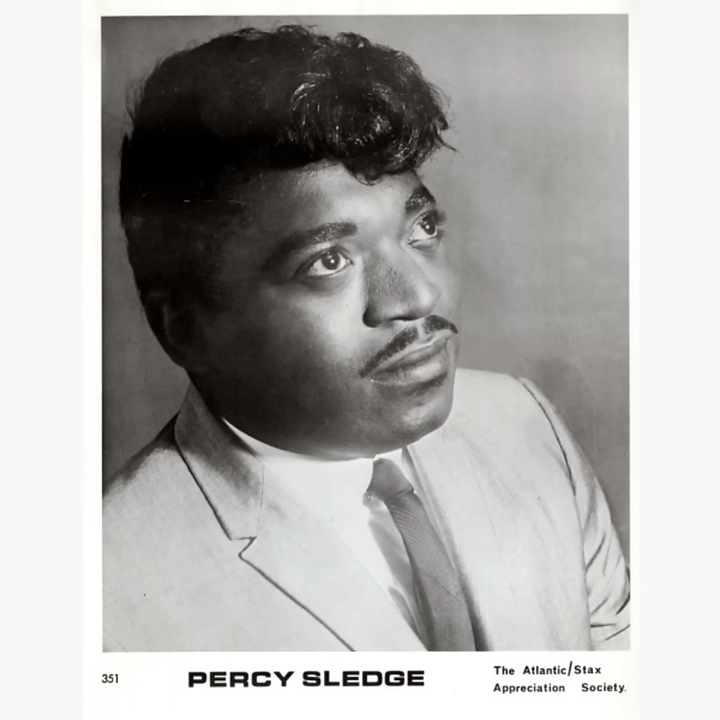 351
PERCY SLEDGE
The Atlantic/Stax
Appreciation Society.